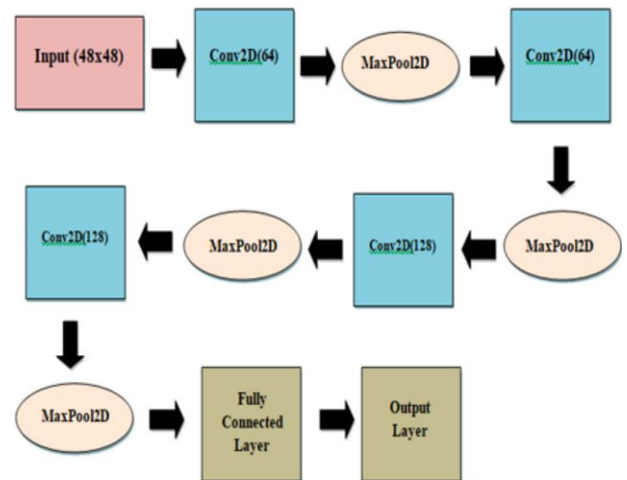 Input (48x48)
Conv2D(64)
MaxPool2D
Conv2D(64)
MaxPool2D
Conv2D(128)
MaxPool2D
Conv2D(128)
MaxPool2D
Fully
Connected
Layer
Output
Layer